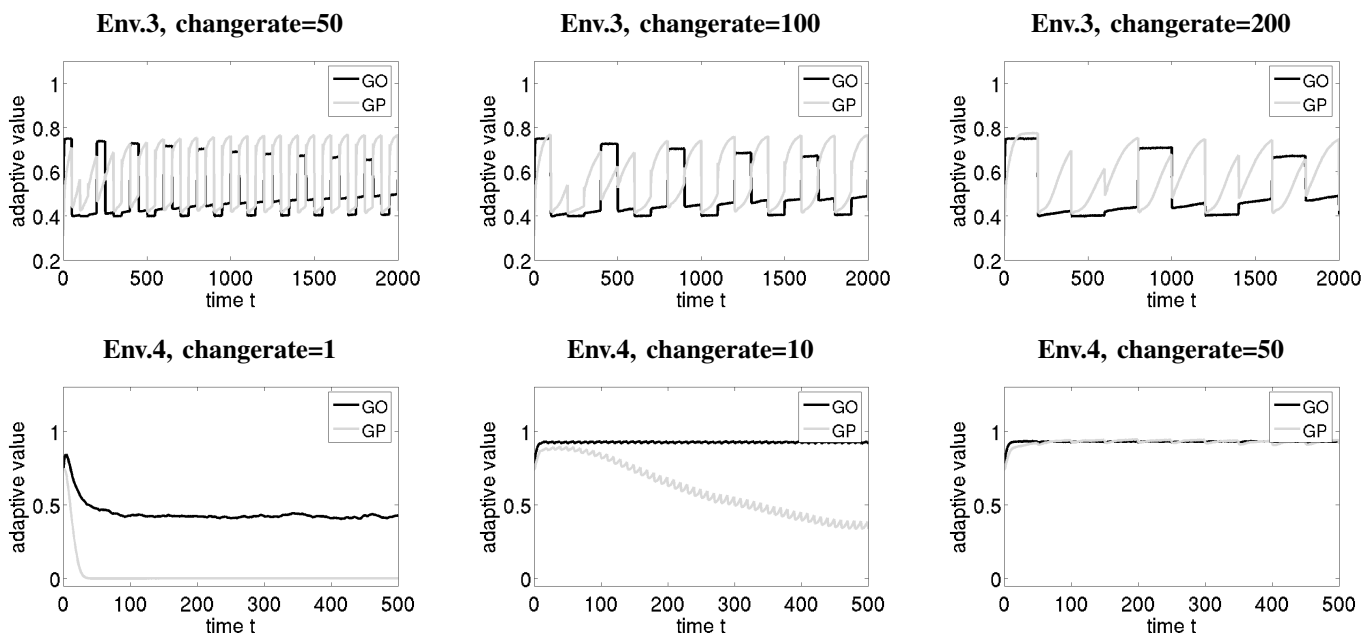 Env.3, changerate=50
1
0.8
0.6
0.4
0.2
adaptive value
GO
GP
0 500 1000 1500 2000
time t
Env.3, changerate=100
1
0.8
0.6
0.4
0.2
adaptive value
GO
GP
0 500 1000 1500 2000
time t
Env.3, changerate=200
1
0.8
0.6
0.4
0.2
adaptive value
GO
GP
0 500 1000 1500 2000
time t
Env.4, changerate=1
1
0.5
0
adaptive value
GO
GP
0 100 200 300 400 500
time t
Env.4, changerate=10
1
0.5
0
adaptive value
GO
GP
0 100 200 300 400 500
time t
Env.4, changerate=50
1
0.5
0
adaptive value
GO
GP
0 100 200 300 400 500
time t